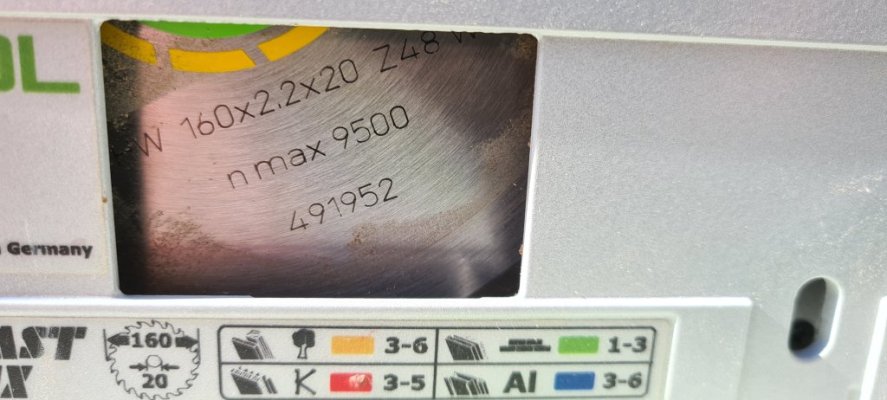 OL
160x2.2x20 Z48 W
W
n max 9500
491952
Germany
AST
160
3-6
1-3
X
20
K
3-5
Al
3-6